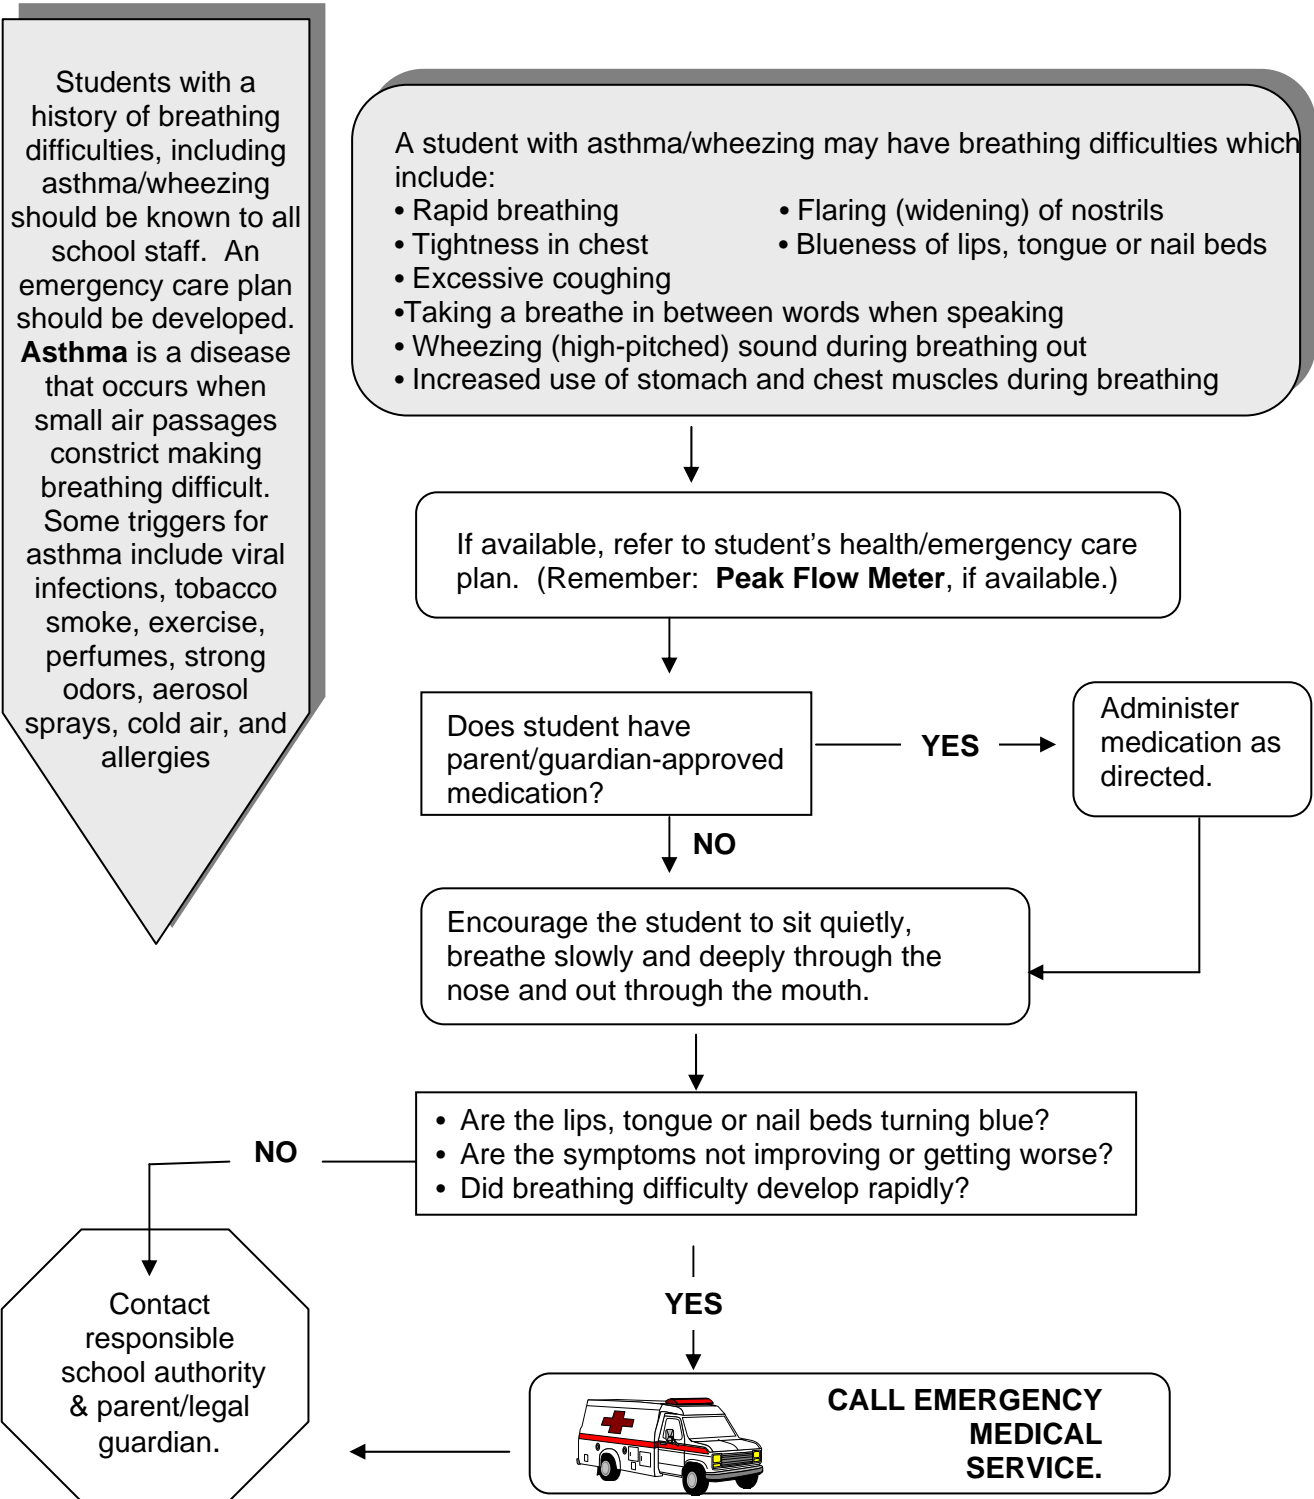 Students with a
history of breathing
difficulties, including
asthma/wheezing
should be known to all
school staff.  An
emergency care plan
should be developed.
Asthma is a disease
that occurs when
small air passages
constrict making
breathing difficult.
Some triggers for
asthma include viral
infections, tobacco
smoke, exercise,
perfumes, strong
odors, aerosol
sprays, cold air, and
allergies
A student with asthma/wheezing may have breathing difficulties which
include:
• Rapid breathing • Flaring (widening) of nostrils
• Tightness in chest • Blueness of lips, tongue or nail beds
• Excessive coughing
•Taking a breathe in between words when speaking
• Wheezing (high-pitched) sound during breathing out
• Increased use of stomach and chest muscles during breathing
If available, refer to student’s health/emergency care
plan.  (Remember:  Peak Flow Meter, if available.)
Does student have
parent/guardian-approved
medication?
YES
Administer
medication as
directed.
NO
Encourage the student to sit quietly,
breathe slowly and deeply through the
nose and out through the mouth.
• Are the lips, tongue or nail beds turning blue?
• Are the symptoms not improving or getting worse?
• Did breathing difficulty develop rapidly?
NO
YES
Contact
responsible
school authority
& parent/legal
guardian.
CALL EMERGENCY
MEDICAL
SERVICE.